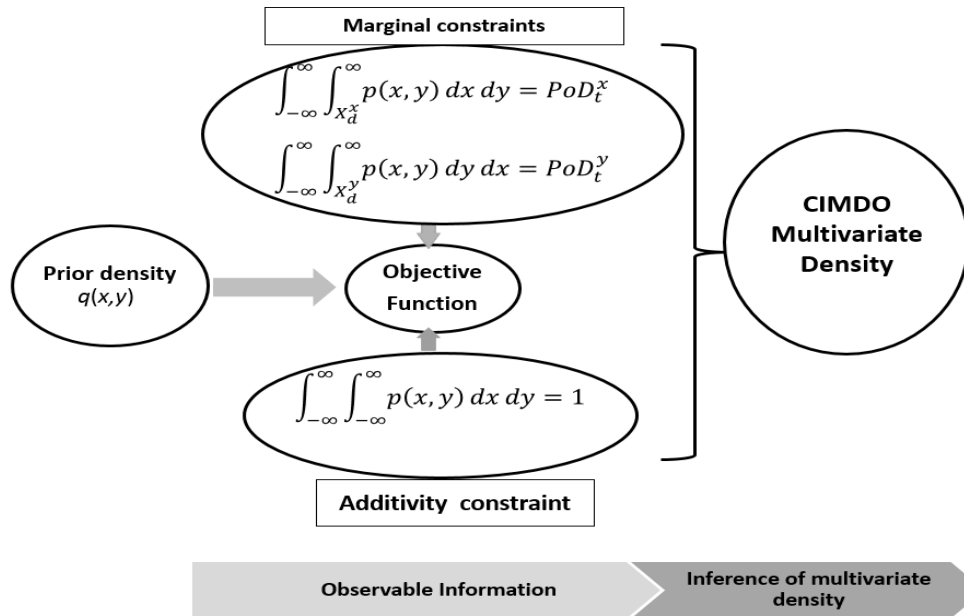 Marginal constraints
∫_{-∞}^{∞} ∫_{X_d^x}^{∞} p(x, y) dx dy = PoD_t^x
∫_{-∞}^{∞} ∫_{X_d^y}^{∞} p(x, y) dy dx = PoD_t^y
Prior density
q(x,y)
Objective
Function
CIMDO
Multivariate
Density
∫_{-∞}^{∞} ∫_{-∞}^{∞} p(x, y) dx dy = 1
Additivity constraint
Observable Information
Inference of multivariate
density